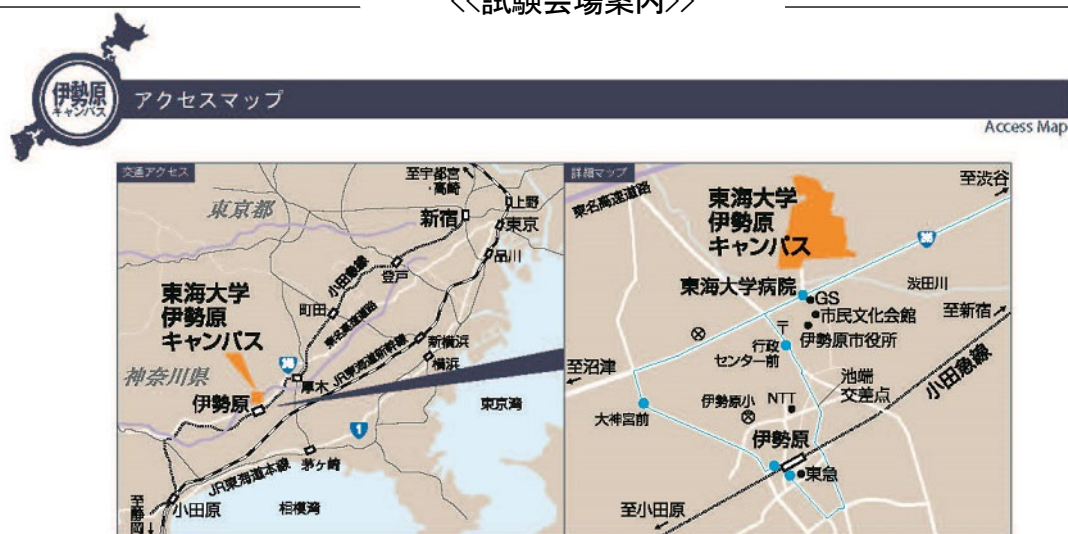 <<試験会場案内>>
伊勢原
キャンパス
アクセスマップ
Access Map
交通アクセス
至宇都宮
・高崎
上野
東京都
新宿
東京
品川
小田急線
登戸
東海大学
伊勢原
キャンパス
町田
東名高速道路
JR東海道新幹線
新横浜
横浜
神奈川県
厚木
伊勢原
東京湾
1
JR東海道本線
茅ヶ崎
至静岡
小田原
相模湾
詳細マップ
至渋谷
東名高速道路
東海大学
伊勢原
キャンパス
渋田川
東海大学病院
GS
市民文化会館
至新宿
〒
伊勢原市役所
行政
センター前
至沼津
小田急線
池端
交差点
伊勢原小
NTT
大神宮前
伊勢原
東急
至小田原